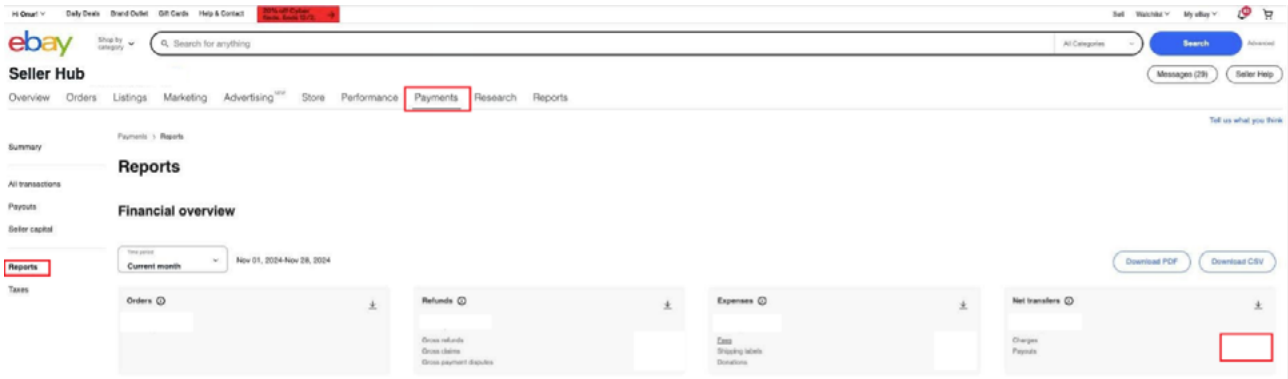 Hi Onur! Daily Deals Brand Outlet Gift Cards Help & Contact Sell Watchlist My eBay
ebay Shop by category Search for anything All Categories Search Advanced
Seller Hub Messages (29) Seller Help
Overview Orders Listings Marketing Advertising NEW Store Performance Payments Research Reports
Tell us what you think
Payments > Reports
Summary
Reports
All transactions
Payouts
Financial overview
Seller capital
Time period
Current month Nov 01, 2024-Nov 28, 2024 Download PDF Download CSV
Reports
Taxes
Orders Refunds Expenses Net transfers
Gross refunds Fees Charges
Gross claims Shipping labels Payouts
Gross payment disputes Donations